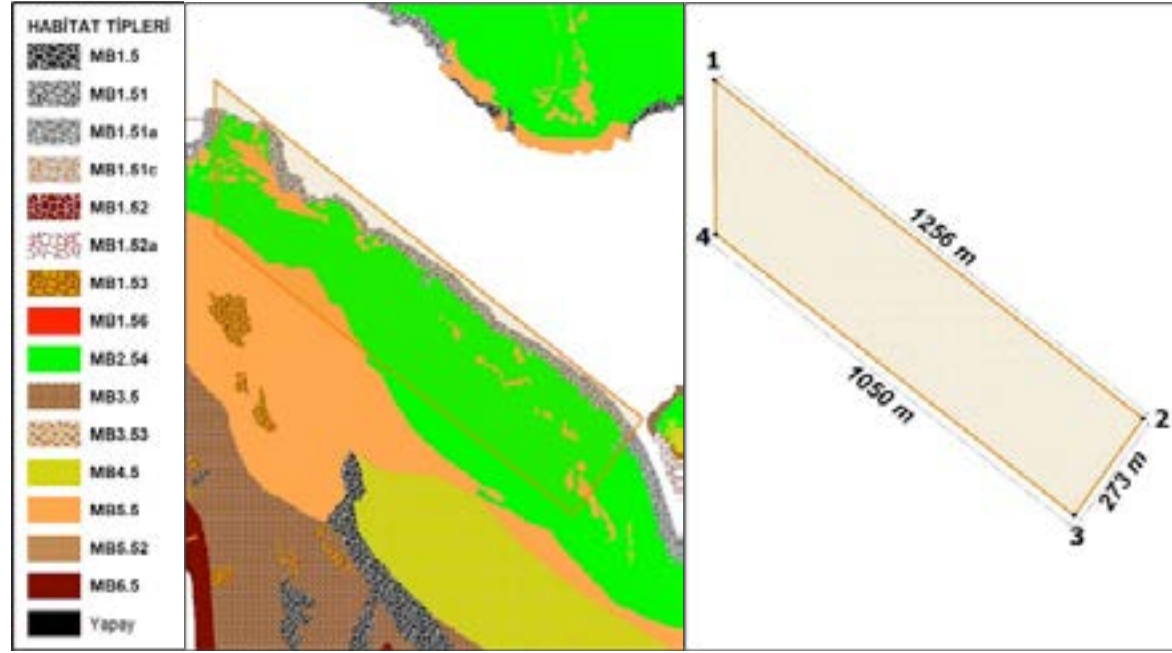 HABİTAT TİPLERİ
MB1.5
MB1.51
MB1.51a
MB1.51c
MB1.52
MB1.52a
MB1.53
MB1.56
MB2.54
MB3.5
MB3.53
MB4.5
MB5.5
MB5.52
MB6.5
Yapay
1
1256 m
4
2
1050 m
273 m
3